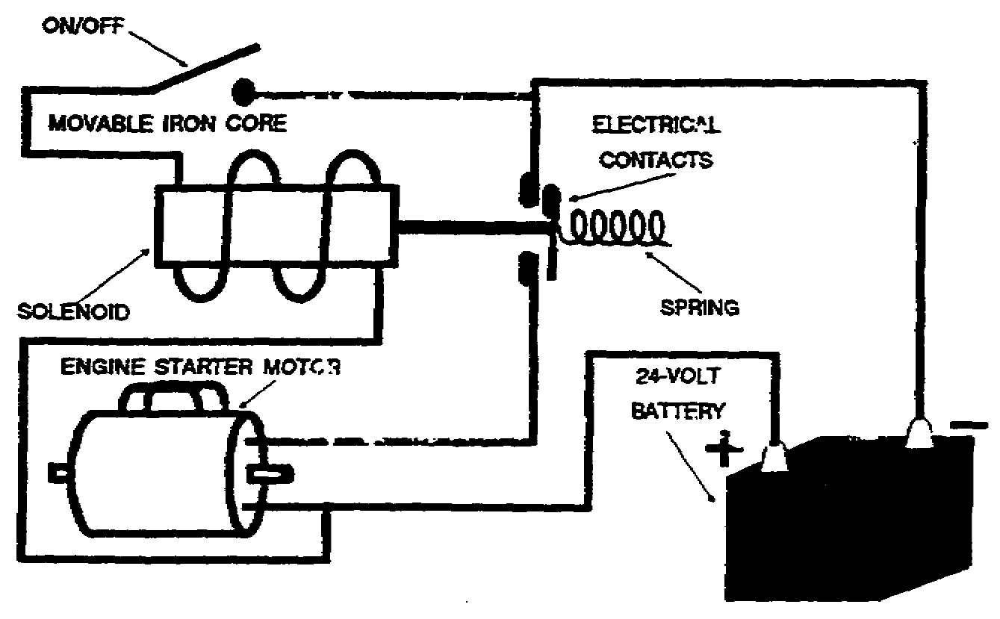 ON/OFF
MOVABLE IRON CORE
ELECTRICAL
CONTACTS
SOLENOID
SPRING
ENGINE STARTER MOTOR
24-VOLT
BATTERY
+
−